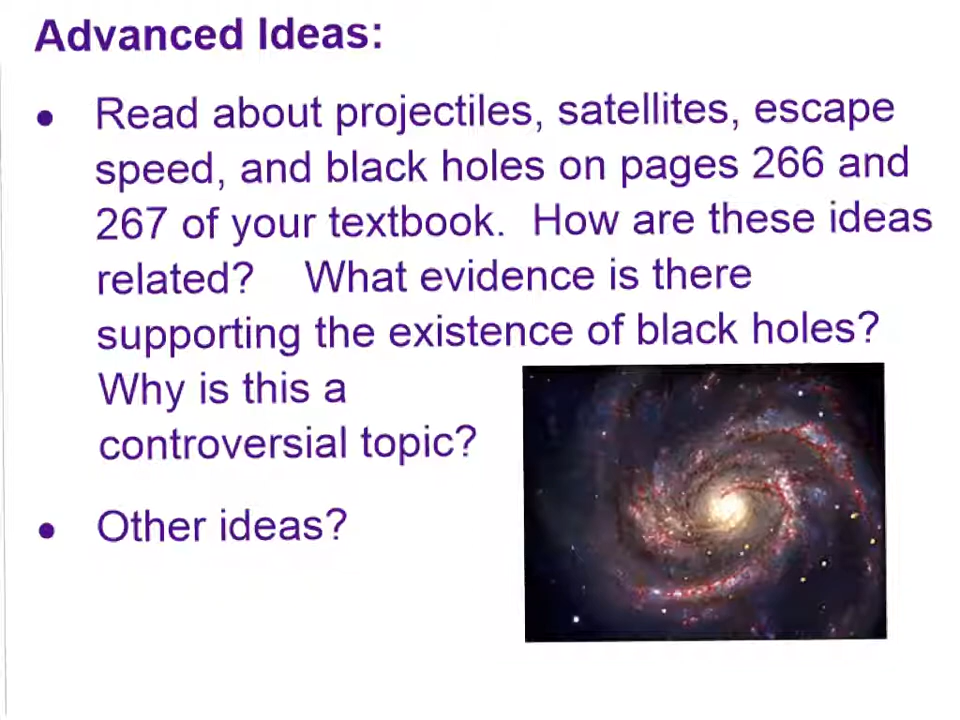 Advanced Ideas:
• Read about projectiles, satellites, escape
speed, and black holes on pages 266 and
267 of your textbook. How are these ideas
related? What evidence is there
supporting the existence of black holes?
Why is this a
controversial topic?
• Other ideas?